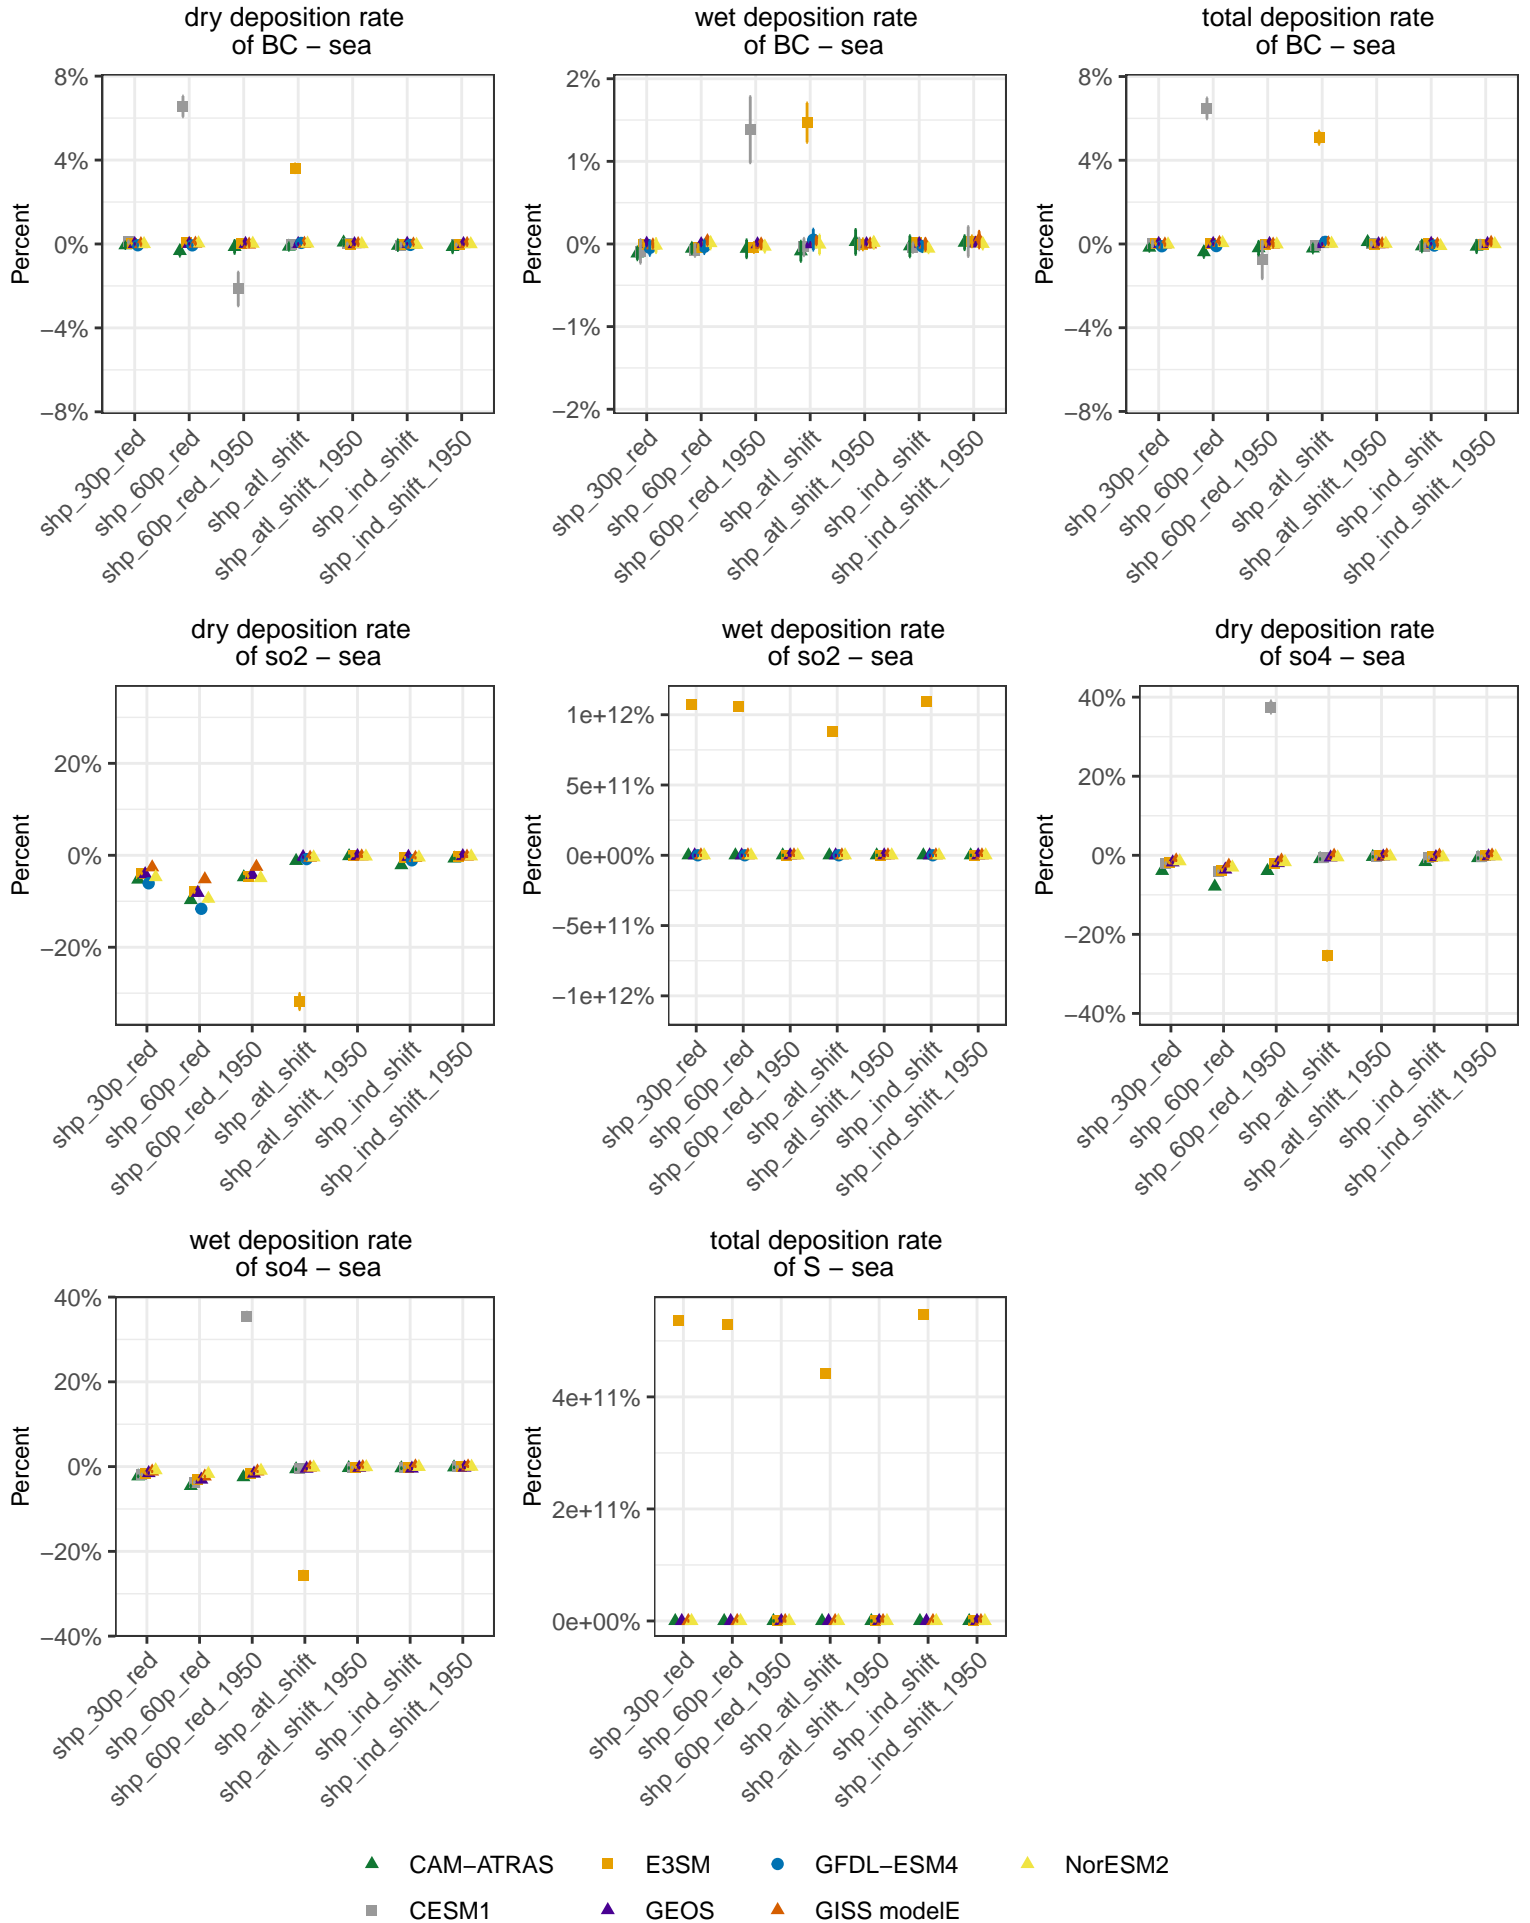 dry deposition rate
of BC − sea
wet deposition rate
of BC − sea
total deposition rate
of BC − sea
Percent
8%
4%
0%
−4%
−8%
shp_30p_red
shp_60p_red
shp_60p_red_1950
shp_atl_shift
shp_atl_shift_1950
shp_ind_shift
shp_ind_shift_1950
Percent
2%
1%
0%
−1%
−2%
shp_30p_red
shp_60p_red
shp_60p_red_1950
shp_atl_shift
shp_atl_shift_1950
shp_ind_shift
shp_ind_shift_1950
Percent
8%
4%
0%
−4%
−8%
shp_30p_red
shp_60p_red
shp_60p_red_1950
shp_atl_shift
shp_atl_shift_1950
shp_ind_shift
shp_ind_shift_1950
dry deposition rate
of so2 − sea
wet deposition rate
of so2 − sea
dry deposition rate
of so4 − sea
Percent
20%
0%
−20%
shp_30p_red
shp_60p_red
shp_60p_red_1950
shp_atl_shift
shp_atl_shift_1950
shp_ind_shift
shp_ind_shift_1950
Percent
1e+12%
5e+11%
0e+00%
−5e+11%
−1e+12%
shp_30p_red
shp_60p_red
shp_60p_red_1950
shp_atl_shift
shp_atl_shift_1950
shp_ind_shift
shp_ind_shift_1950
Percent
40%
20%
0%
−20%
−40%
shp_30p_red
shp_60p_red
shp_60p_red_1950
shp_atl_shift
shp_atl_shift_1950
shp_ind_shift
shp_ind_shift_1950
wet deposition rate
of so4 − sea
total deposition rate
of S − sea
Percent
40%
20%
0%
−20%
−40%
shp_30p_red
shp_60p_red
shp_60p_red_1950
shp_atl_shift
shp_atl_shift_1950
shp_ind_shift
shp_ind_shift_1950
Percent
4e+11%
2e+11%
0e+00%
shp_30p_red
shp_60p_red
shp_60p_red_1950
shp_atl_shift
shp_atl_shift_1950
shp_ind_shift
shp_ind_shift_1950
CAM−ATRAS
E3SM
GFDL−ESM4
NorESM2
CESM1
GEOS
GISS modelE